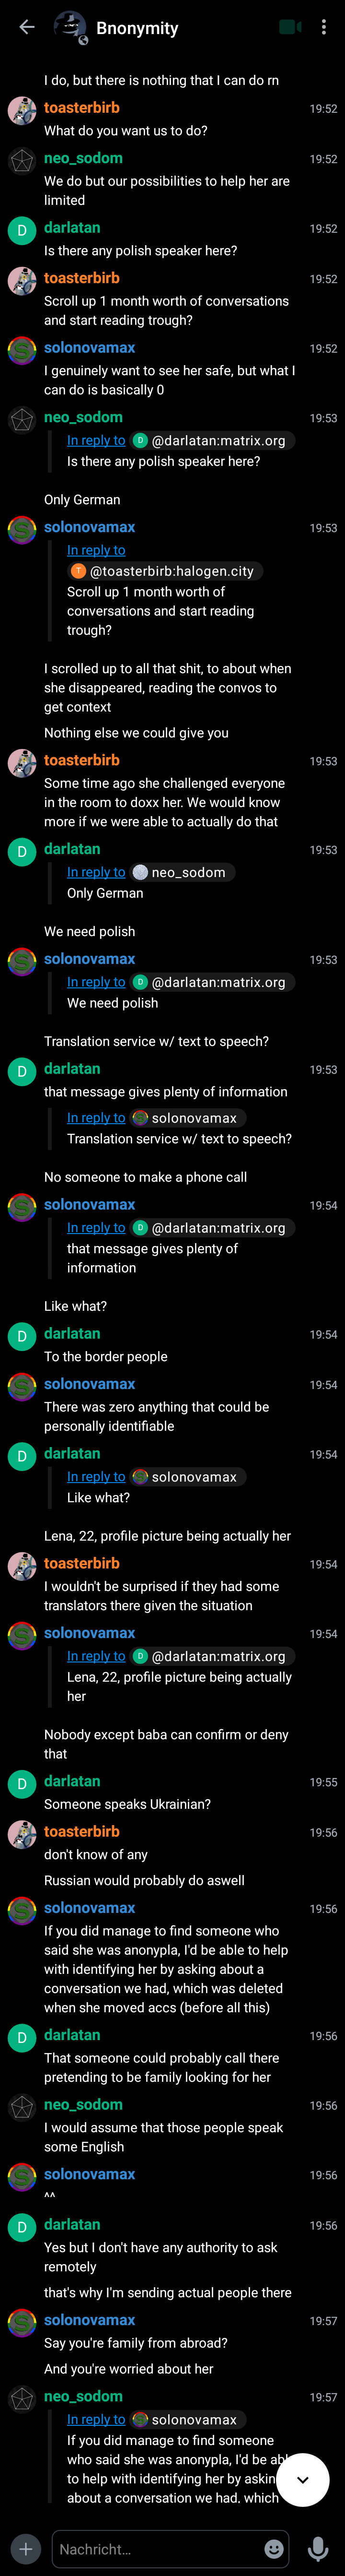 Bnonymity
I do, but there is nothing that I can do rn
toasterbirb 19:52
What do you want us to do?
neo_sodom 19:52
We do but our possibilities to help her are
limited
D darlatan 19:52
Is there any polish speaker here?
toasterbirb 19:52
Scroll up 1 month worth of conversations
and start reading trough?
solonovamax 19:52
I genuinely want to see her safe, but what I
can do is basically 0
neo_sodom 19:53
In reply to D @darlatan:matrix.org
Is there any polish speaker here?
Only German
solonovamax 19:53
In reply to
T @toasterbirb:halogen.city
Scroll up 1 month worth of
conversations and start reading
trough?
I scrolled up to all that shit, to about when
she disappeared, reading the convos to
get context
Nothing else we could give you
toasterbirb 19:53
Some time ago she challenged everyone
in the room to doxx her. We would know
more if we were able to actually do that
D darlatan 19:53
In reply to neo_sodom
Only German
We need polish
solonovamax 19:53
In reply to D @darlatan:matrix.org
We need polish
Translation service w/ text to speech?
D darlatan 19:53
that message gives plenty of information
In reply to solonovamax
Translation service w/ text to speech?
No someone to make a phone call
solonovamax 19:54
In reply to D @darlatan:matrix.org
that message gives plenty of
information
Like what?
D darlatan 19:54
To the border people
solonovamax 19:54
There was zero anything that could be
personally identifiable
D darlatan 19:54
In reply to solonovamax
Like what?
Lena, 22, profile picture being actually her
toasterbirb 19:54
I wouldn't be surprised if they had some
translators there given the situation
solonovamax 19:54
In reply to D @darlatan:matrix.org
Lena, 22, profile picture being actually
her
Nobody except baba can confirm or deny
that
D darlatan 19:55
Someone speaks Ukrainian?
toasterbirb 19:56
don't know of any
Russian would probably do aswell
solonovamax 19:56
If you did manage to find someone who
said she was anonypla, I'd be able to help
with identifying her by asking about a
conversation we had, which was deleted
when she moved accs (before all this)
D darlatan 19:56
That someone could probably call there
pretending to be family looking for her
neo_sodom 19:56
I would assume that those people speak
some English
solonovamax 19:56
^^
D darlatan 19:56
Yes but I don't have any authority to ask
remotely
that's why I'm sending actual people there
solonovamax 19:57
Say you're family from abroad?
And you're worried about her
neo_sodom 19:57
In reply to solonovamax
If you did manage to find someone
who said she was anonypla, I'd be abl
to help with identifying her by askin
about a conversation we had, which
Nachricht…